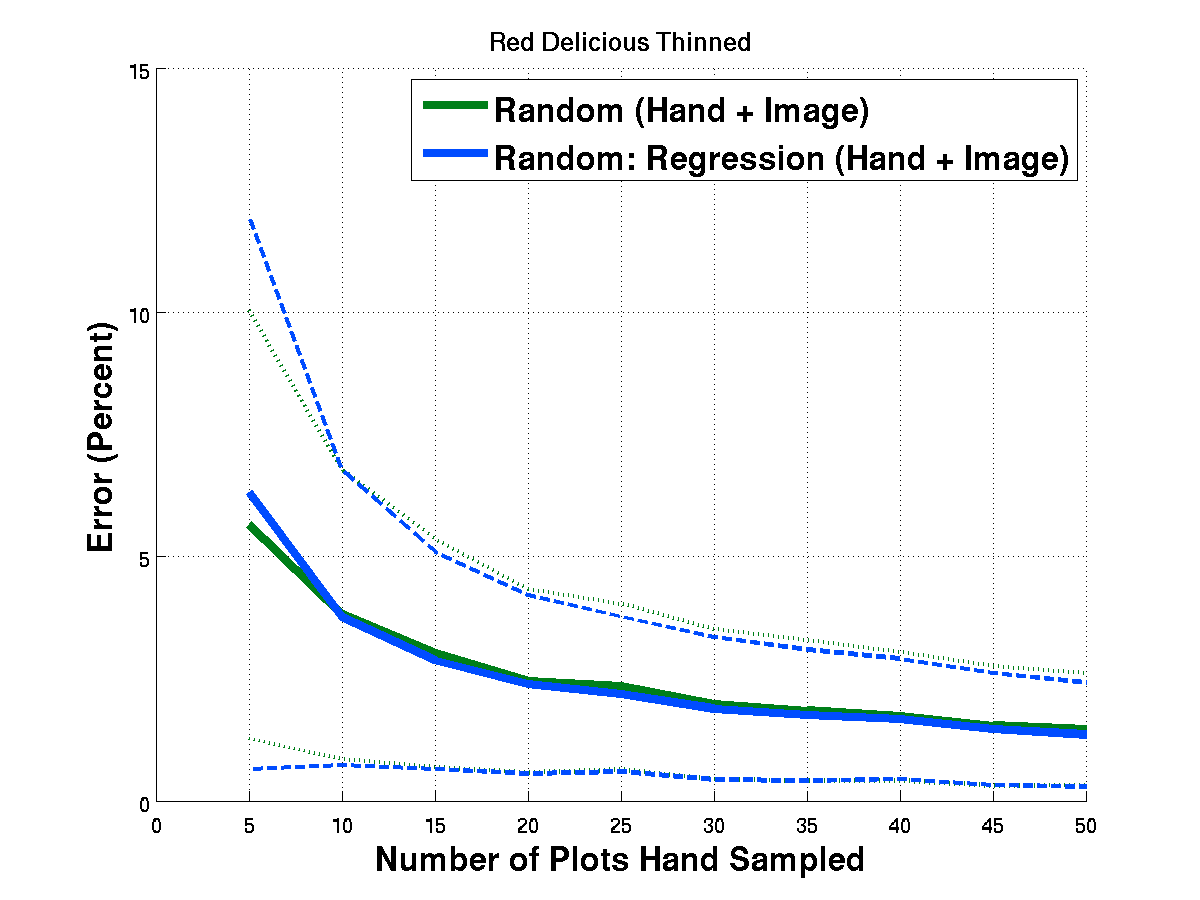 Red Delicious Thinned
15
Random (Hand + Image)
Random: Regression (Hand + Image)
10
Error (Percent)
5
0
0 5 10 15 20 25 30 35 40 45 50
Number of Plots Hand Sampled